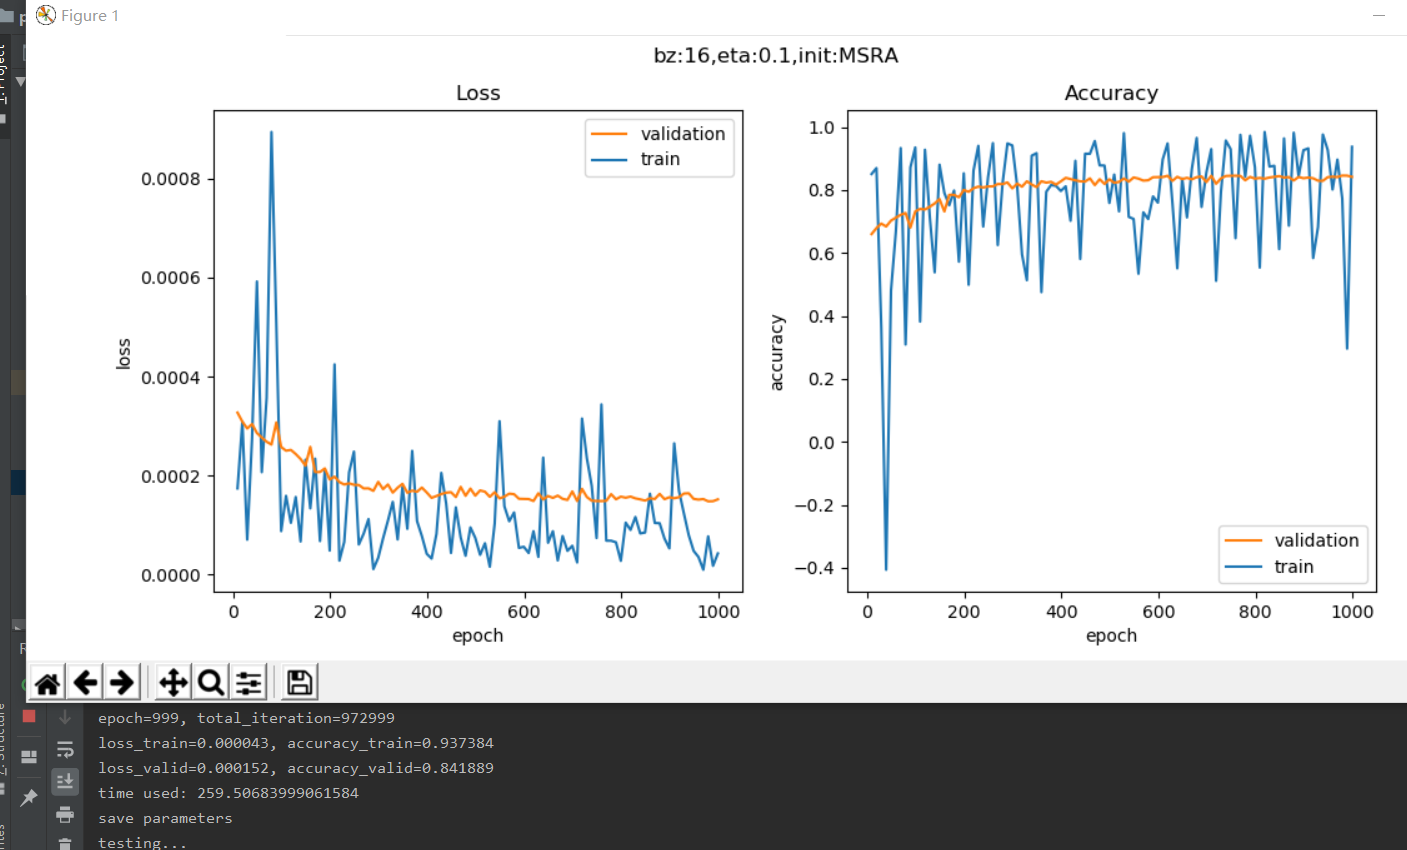 Figure 1
Project
bz:16,eta:0.1,init:MSRA
Loss
validation
train
0.0008
0.0006
0.0004
0.0002
0.0000
loss
0 200 400 600 800 1000
epoch
Accuracy
1.0
0.8
0.6
0.4
0.2
0.0
−0.2
−0.4
accuracy
validation
train
0 200 400 600 800 1000
epoch
Z: Structure
epoch=999, total_iteration=972999
loss_train=0.000043, accuracy_train=0.937384
loss_valid=0.000152, accuracy_valid=0.841889
time used: 259.50683999061584
save parameters
testing...